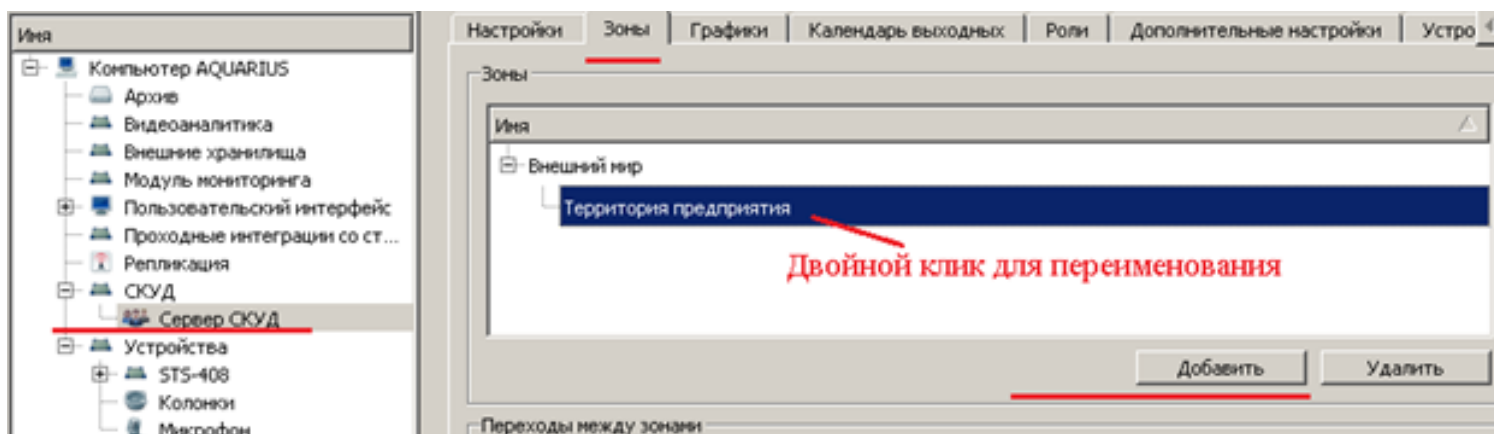 Имя
Компьютер AQUARIUS
Архив
Видеоаналитика
Внешние хранилища
Модуль мониторинга
Пользовательский интерфейс
Проходные интеграции со ст...
Репликация
СКУД
Сервер СКУД
Устройства
STS-408
Колонки
Микрофон
Настройки Зоны Графики Календарь выходных Роли Дополнительные настройки Устро
Зоны
Имя
Внешний мир
Территория предприятия
Двойной клик для переименования
Добавить Удалить
Переходы между зонами